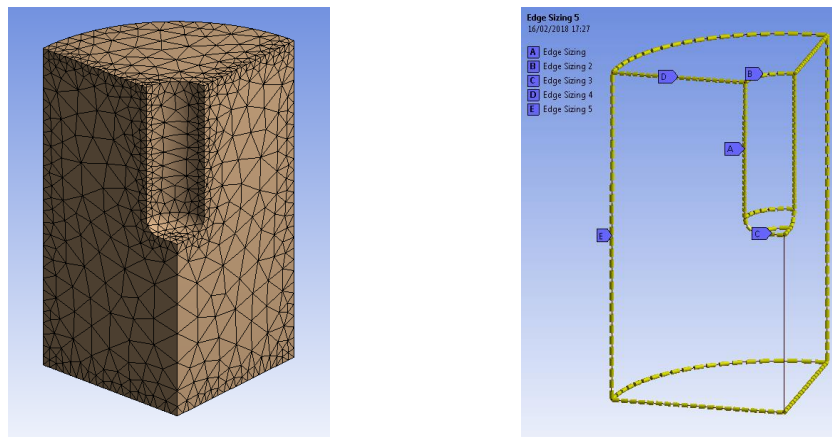 Edge Sizing 5
16/02/2018 17:27
A Edge Sizing
B Edge Sizing 2
C Edge Sizing 3
D Edge Sizing 4
E Edge Sizing 5
D
B
A
C
E